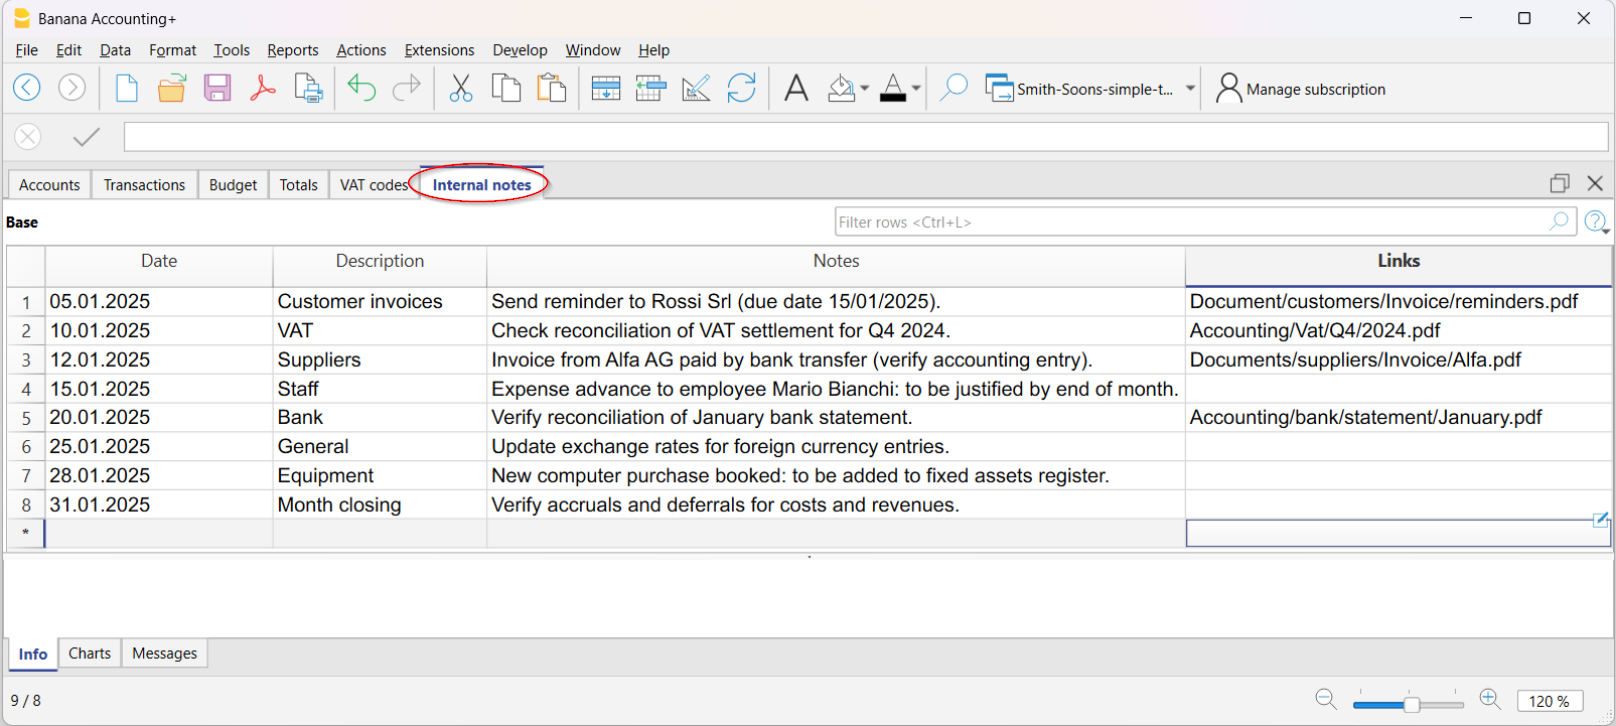 Banana Accounting+
File Edit Data Format Tools Reports Actions Extensions Develop Window Help
Smith-Soons-simple-t... Manage subscription
Accounts Transactions Budget Totals VAT codes Internal notes
Base Filter rows <Ctrl+L>
Date Description Notes Links
1 05.01.2025 Customer invoices Send reminder to Rossi Srl (due date 15/01/2025). Document/customers/Invoice/reminders.pdf
2 10.01.2025 VAT Check reconciliation of VAT settlement for Q4 2024. Accounting/Vat/Q4/2024.pdf
3 12.01.2025 Suppliers Invoice from Alfa AG paid by bank transfer (verify accounting entry). Documents/suppliers/Invoice/Alfa.pdf
4 15.01.2025 Staff Expense advance to employee Mario Bianchi: to be justified by end of month.
5 20.01.2025 Bank Verify reconciliation of January bank statement. Accounting/bank/statement/January.pdf
6 25.01.2025 General Update exchange rates for foreign currency entries.
7 28.01.2025 Equipment New computer purchase booked: to be added to fixed assets register.
8 31.01.2025 Month closing Verify accruals and deferrals for costs and revenues.
*
Info Charts Messages
9 / 8 120 %